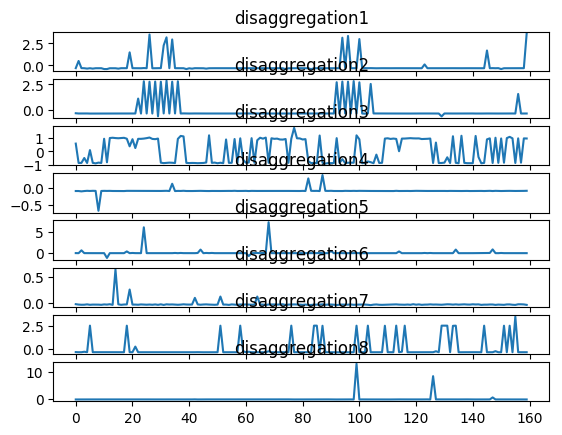 disaggregation1
2.5
0.0
disaggregation2
2.5
0.0
disaggregation3
1
0
−1
disaggregation4
0.0
−0.5
disaggregation5
5
0
disaggregation6
0.5
0.0
disaggregation7
2.5
0.0
disaggregation8
10
0
0 20 40 60 80 100 120 140 160